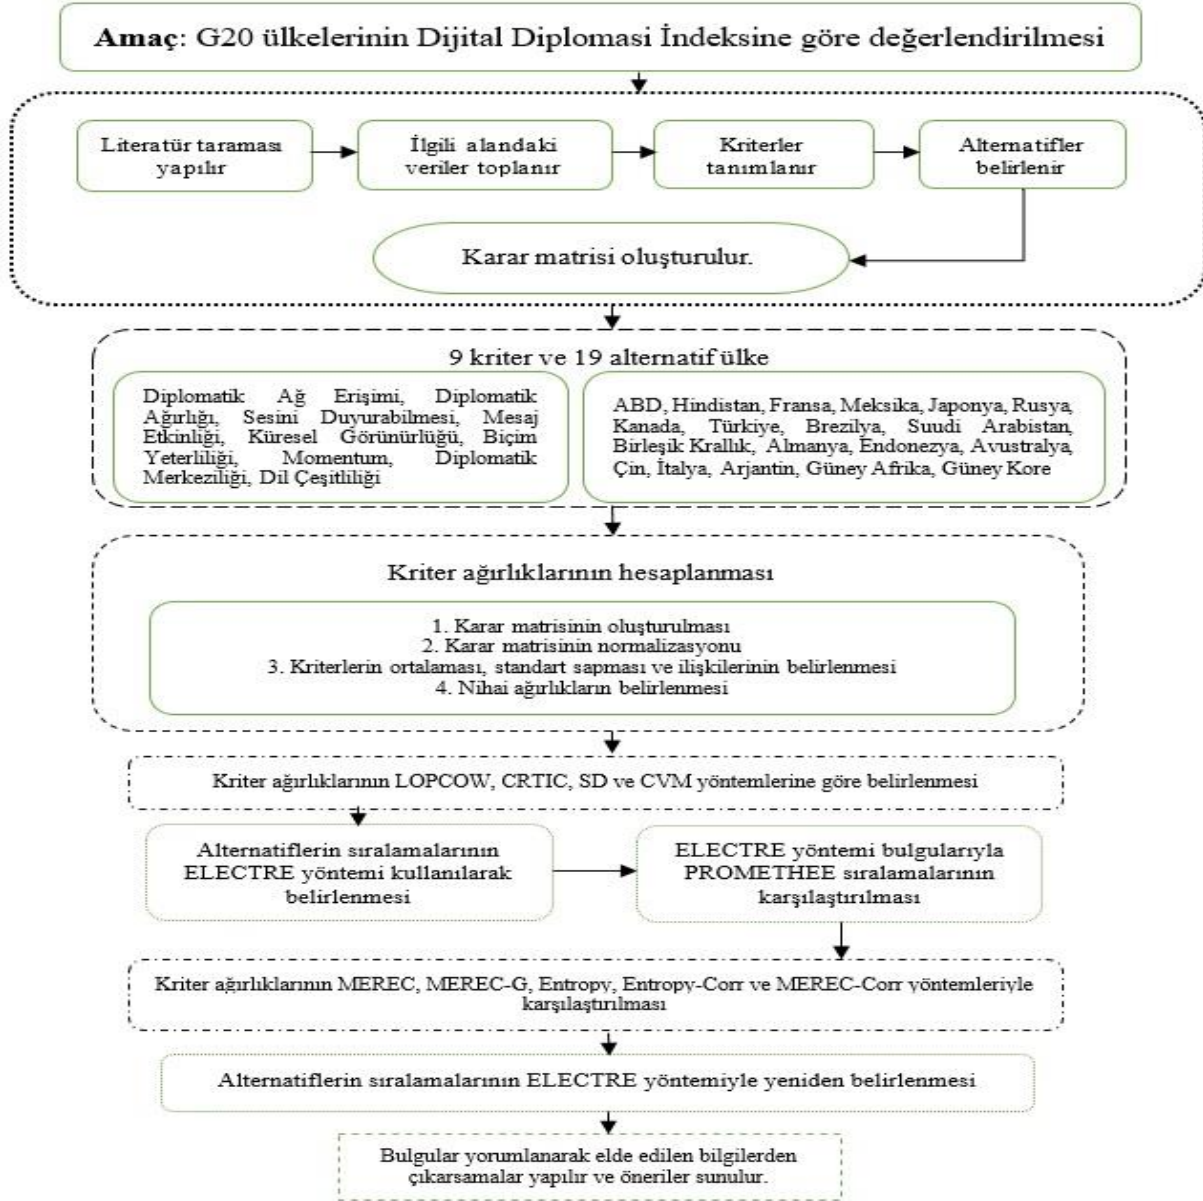 Amaç: G20 ülkelerinin Dijital Diplomasi İndeksine göre değerlendirilmesi
Literatür taraması
yapılır
İlgili alandaki
veriler toplanır
Kriterler
tanımlanır
Alternatifler
belirlenir
Karar matrisi oluşturulur.
9 kriter ve 19 alternatif ülke
Diplomatik Ağ Erişimi, Diplomatik
Ağırlığı, Sesini Duyurabilmesi, Mesaj
Etkinliği, Küresel Görünürlüğü, Biçim
Yeterliliği, Momentum, Diplomatik
Merkeziliği, Dil Çeşitliliği
ABD, Hindistan, Fransa, Meksika, Japonya, Rusya,
Kanada, Türkiye, Brezilya, Suudi Arabistan,
Birleşik Krallık, Almanya, Endonezya, Avustralya,
Çin, İtalya, Arjantin, Güney Afrika, Güney Kore
Kriter ağırlıklarının hesaplanması
1. Karar matrisinin oluşturulması
2. Karar matrisinin normalizasyonu
3. Kriterlerin ortalaması, standart sapması ve ilişkilerinin belirlenmesi
4. Nihai ağırlıkların belirlenmesi
Kriter ağırlıklarının LOPCOW, CRTIC, SD ve CVM yöntemlerine göre belirlenmesi
Alternatiflerin sıralamalarının
ELECTRE yöntemi kullanılarak
belirlenmesi
ELECTRE yöntemi bulgularıyla
PROMETHEE sıralamalarının
karşılaştırılması
Kriter ağırlıklarının MEREC, MEREC-G, Entropy, Entropy-Corr ve MEREC-Corr yöntemleriyle
karşılaştırılması
Alternatiflerin sıralamalarının ELECTRE yöntemiyle yeniden belirlenmesi
Bulgular yorumlanarak elde edilen bilgilerden
çıkarsamalar yapılır ve öneriler sunulur.